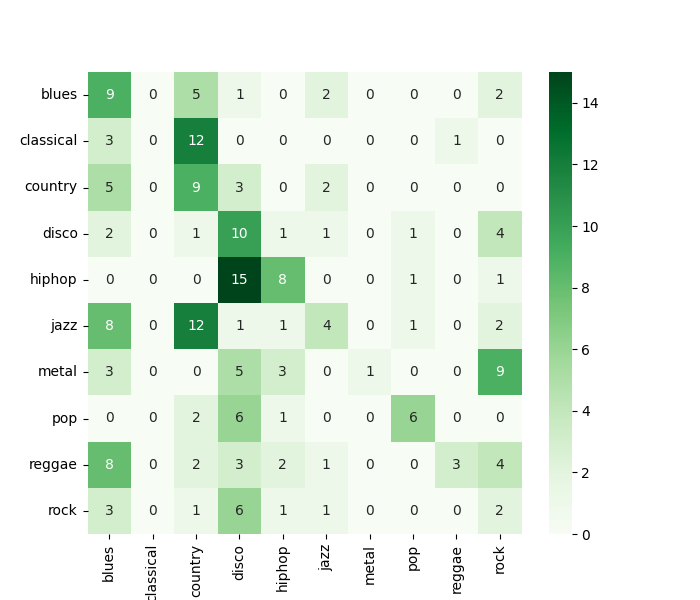 blues 9 0 5 1 0 2 0 0 0 2
classical 3 0 12 0 0 0 0 0 1 0
country 5 0 9 3 0 2 0 0 0 0
disco 2 0 1 10 1 1 0 1 0 4
hiphop 0 0 0 15 8 0 0 1 0 1
jazz 8 0 12 1 1 4 0 1 0 2
metal 3 0 0 5 3 0 1 0 0 9
pop 0 0 2 6 1 0 0 6 0 0
reggae 8 0 2 3 2 1 0 0 3 4
rock 3 0 1 6 1 1 0 0 0 2
blues classical country disco hiphop jazz metal pop reggae rock
14
12
10
8
6
4
2
0